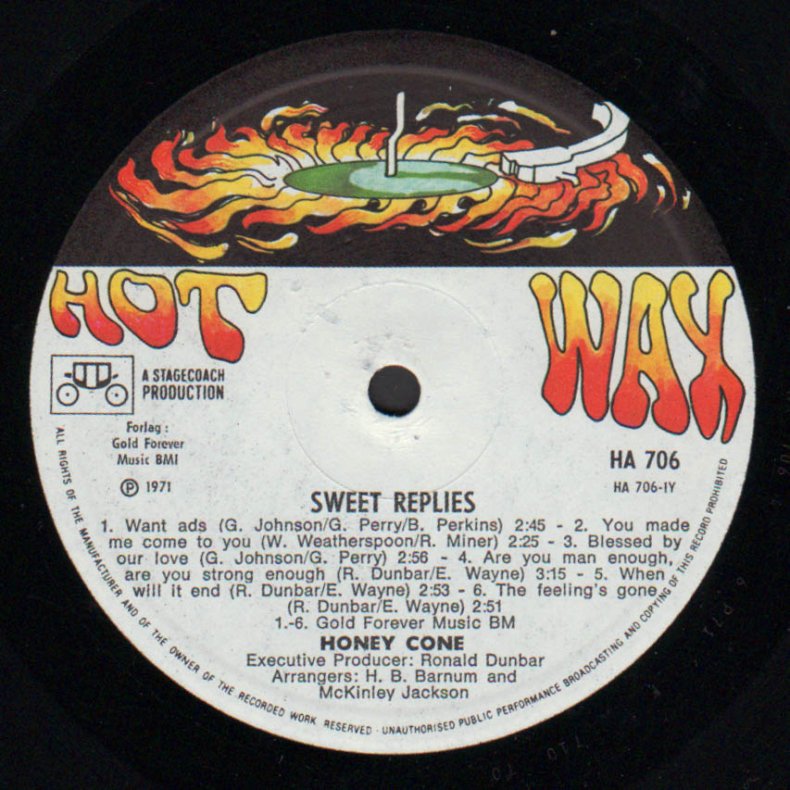 HOT WAX
A STAGECOACH
PRODUCTION
Forlag :
Gold Forever
Music BMI
℗ 1971
HA 706
HA 706-IY
SWEET REPLIES
1. Want ads (G. Johnson/G. Perry/B. Perkins) 2:45 - 2. You made
me come to you (W. Weatherspoon/R. Miner) 2:25 - 3. Blessed by
our love (G. Johnson/G. Perry) 2:56 - 4. Are you man enough,
are you strong enough (R. Dunbar/E. Wayne) 3:15 - 5. When
will it end (R. Dunbar/E. Wayne) 2:53 - 6. The feeling's gone
(R. Dunbar/E. Wayne) 2:51
1.-6. Gold Forever Music BM
HONEY CONE
Executive Producer: Ronald Dunbar
Arrangers: H. B. Barnum and
McKinley Jackson
ALL RIGHTS OF THE MANUFACTURER AND OF THE OWNER OF THE RECORDED WORK RESERVED · UNAUTHORISED PUBLIC PERFORMANCE BROADCASTING AND COPYING OF THIS RECORD PROHIBITED